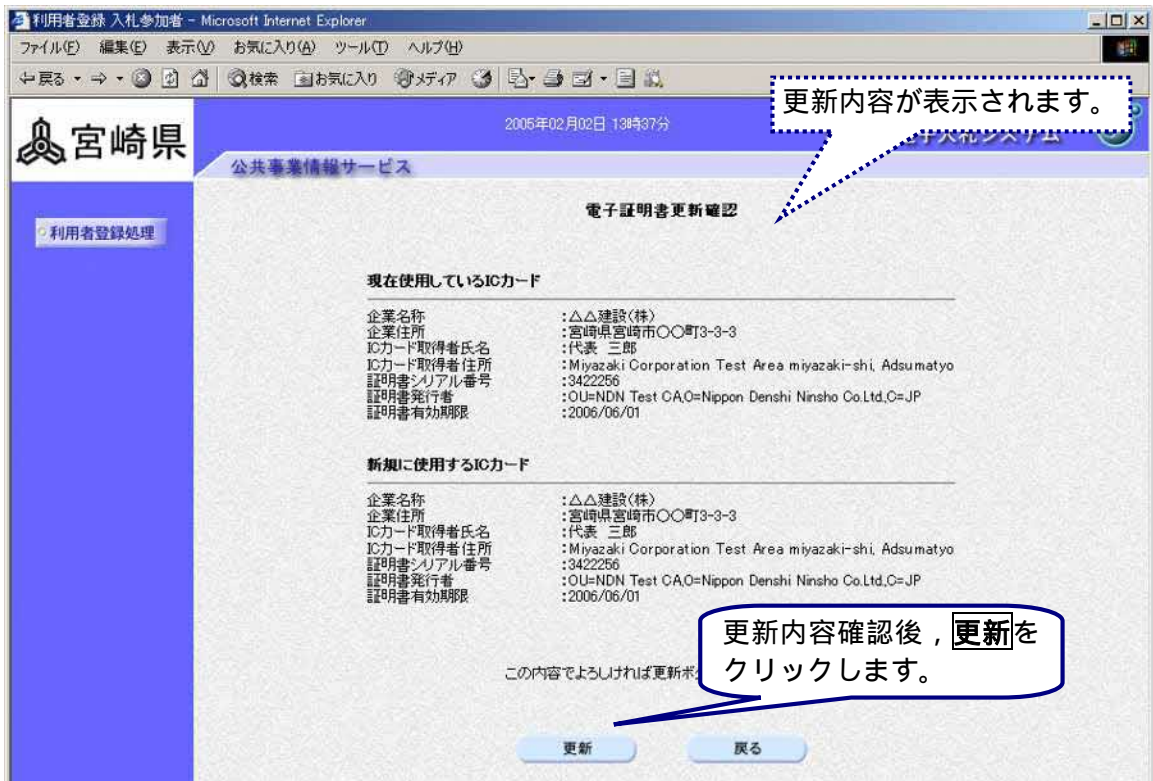 利用者登録 入札参加者 - Microsoft Internet Explorer
ファイル(F) 編集(E) 表示(V) お気に入り(A) ツール(T) ヘルプ(H)
戻る 検索 お気に入り メディア
更新内容が表示されます。
宮崎県
2005年02月02日 13時37分
公共事業情報サービス
利用者登録処理
電子証明書更新確認
現在使用しているICカード
企業名称 :△△建設(株)
企業住所 :宮崎県宮崎市〇〇町3-3-3
ICカード取得者氏名 :代表 三郎
ICカード取得者住所 :Miyazaki Corporation Test Area miyazaki-shi, Adsumatyo
証明書シリアル番号 :3422256
証明書発行者 :OU=NDN Test CA,O=Nippon Denshi Ninsho Co.Ltd,C=JP
証明書有効期限 :2006/06/01
新規に使用するICカード
企業名称 :△△建設(株)
企業住所 :宮崎県宮崎市〇〇町3-3-3
ICカード取得者氏名 :代表 三郎
ICカード取得者住所 :Miyazaki Corporation Test Area miyazaki-shi, Adsumatyo
証明書シリアル番号 :3422256
証明書発行者 :OU=NDN Test CA,O=Nippon Denshi Ninsho Co.Ltd,C=JP
証明書有効期限 :2006/06/01
更新内容確認後，更新を
クリックします。
この内容でよろしければ更新ボ
更新 戻る